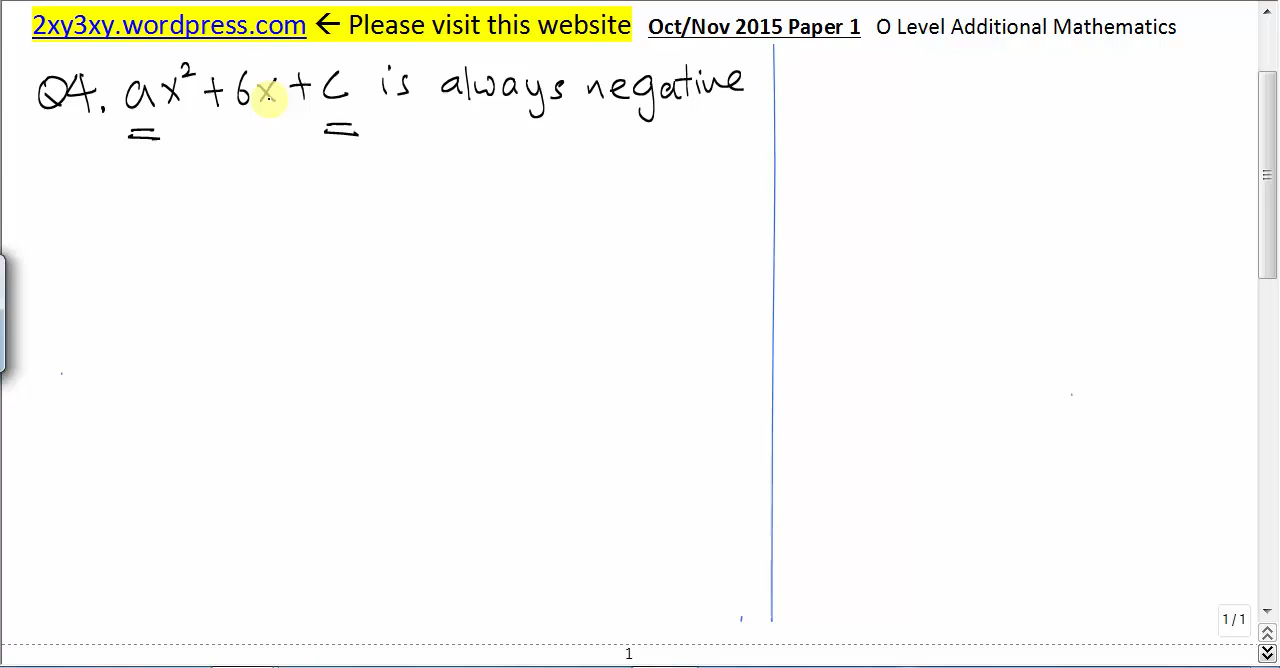 2xy3xy.wordpress.com ← Please visit this website Oct/Nov 2015 Paper 1 O Level Additional Mathematics
Q4. ax² + 6x + c is always negative
1/1
1